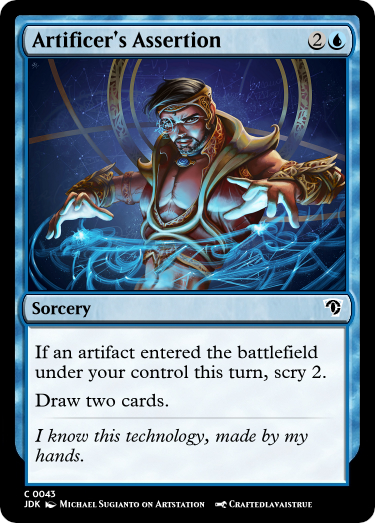 Artificer's Assertion 2
Sorcery
If an artifact entered the battlefield
under your control this turn, scry 2.
Draw two cards.
I know this technology, made by my
hands.
C 0043
JDK Michael Sugianto on Artstation Craftedlavaistrue